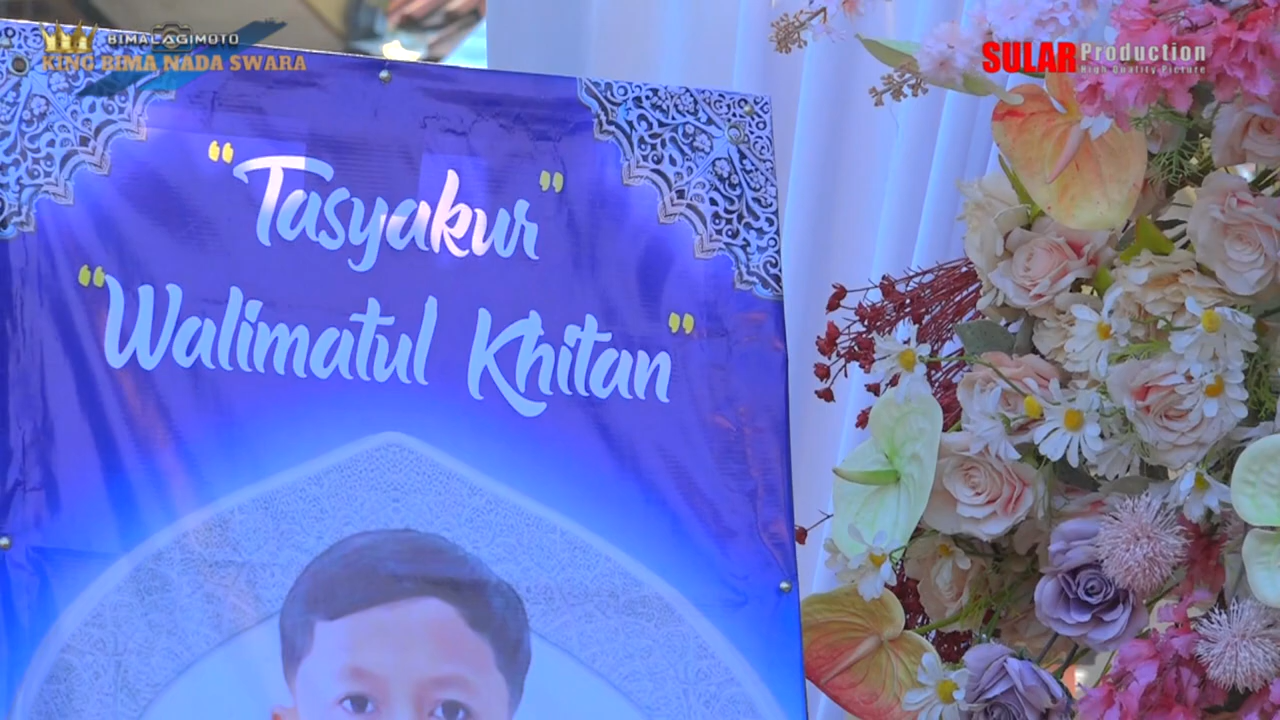 BIMALAGIMOTO
KING BIMA NADA SWARA
SULAR Production
High Quality Picture
"Tasyakur"
"Walimatul Khitan"